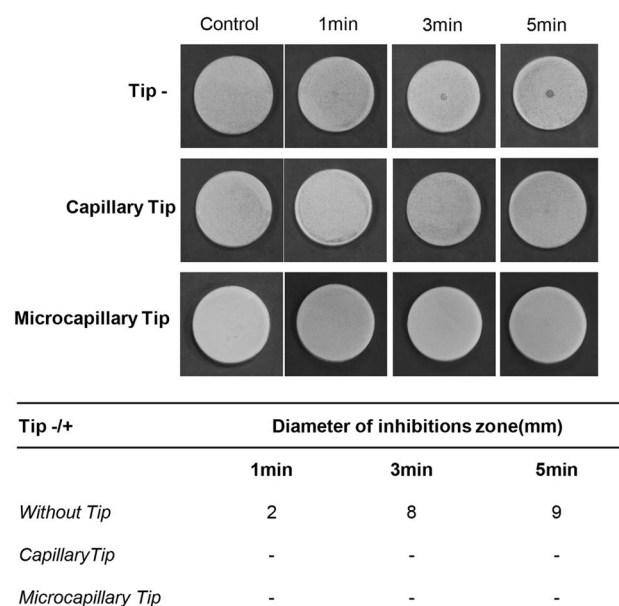 Control 1min 3min 5min
Tip -
Capillary Tip
Microcapillary Tip
Tip -/+ Diameter of inhibitions zone(mm)
1min 3min 5min
Without Tip 2 8 9
CapillaryTip - - -
Microcapillary Tip - - -